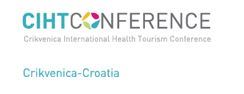 CIHTCONFERENCE
Crikvenica International Health Tourism Conference
Crikvenica-Croatia